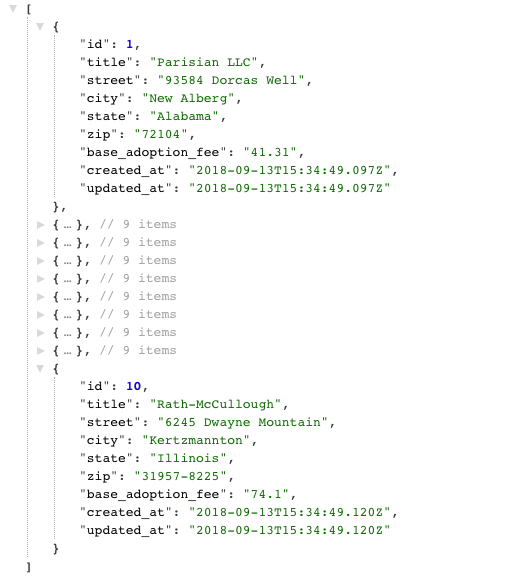 [
{
"id": 1,
"title": "Parisian LLC",
"street": "93584 Dorcas Well",
"city": "New Alberg",
"state": "Alabama",
"zip": "72104",
"base_adoption_fee": "41.31",
"created_at": "2018-09-13T15:34:49.097Z",
"updated_at": "2018-09-13T15:34:49.097Z"
},
{ … }, // 9 items
{ … }, // 9 items
{ … }, // 9 items
{ … }, // 9 items
{ … }, // 9 items
{ … }, // 9 items
{ … }, // 9 items
{ … }, // 9 items
{
"id": 10,
"title": "Rath-McCullough",
"street": "6245 Dwayne Mountain",
"city": "Kertzmannton",
"state": "Illinois",
"zip": "31957-8225",
"base_adoption_fee": "74.1",
"created_at": "2018-09-13T15:34:49.120Z",
"updated_at": "2018-09-13T15:34:49.120Z"
}
]